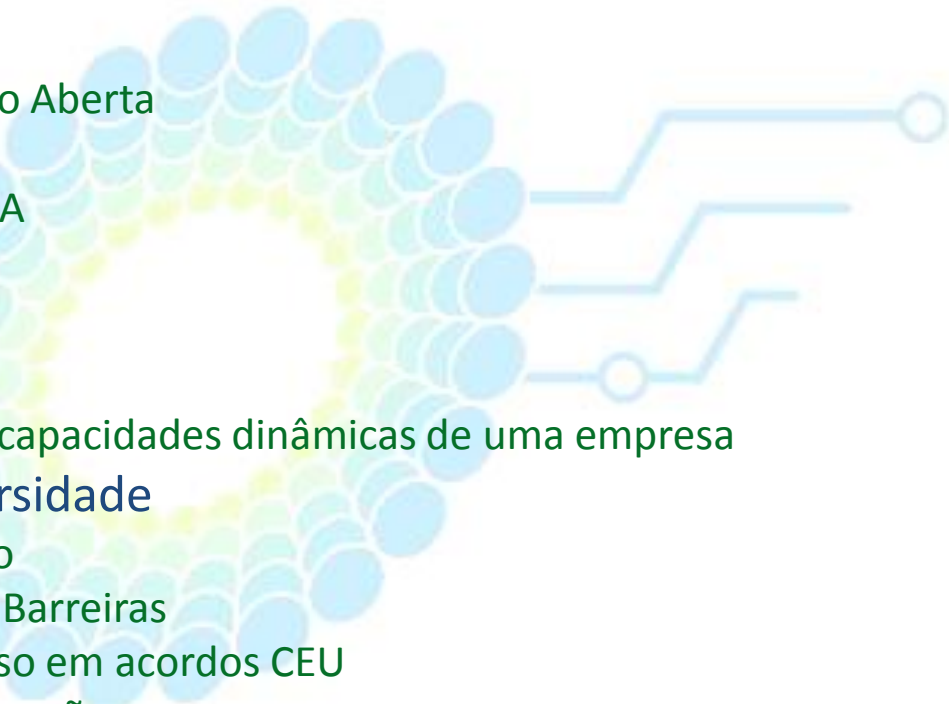 o Aberta
A
capacidades dinâmicas de uma empresa
rsidade
o
Barreiras
so em acordos CEU